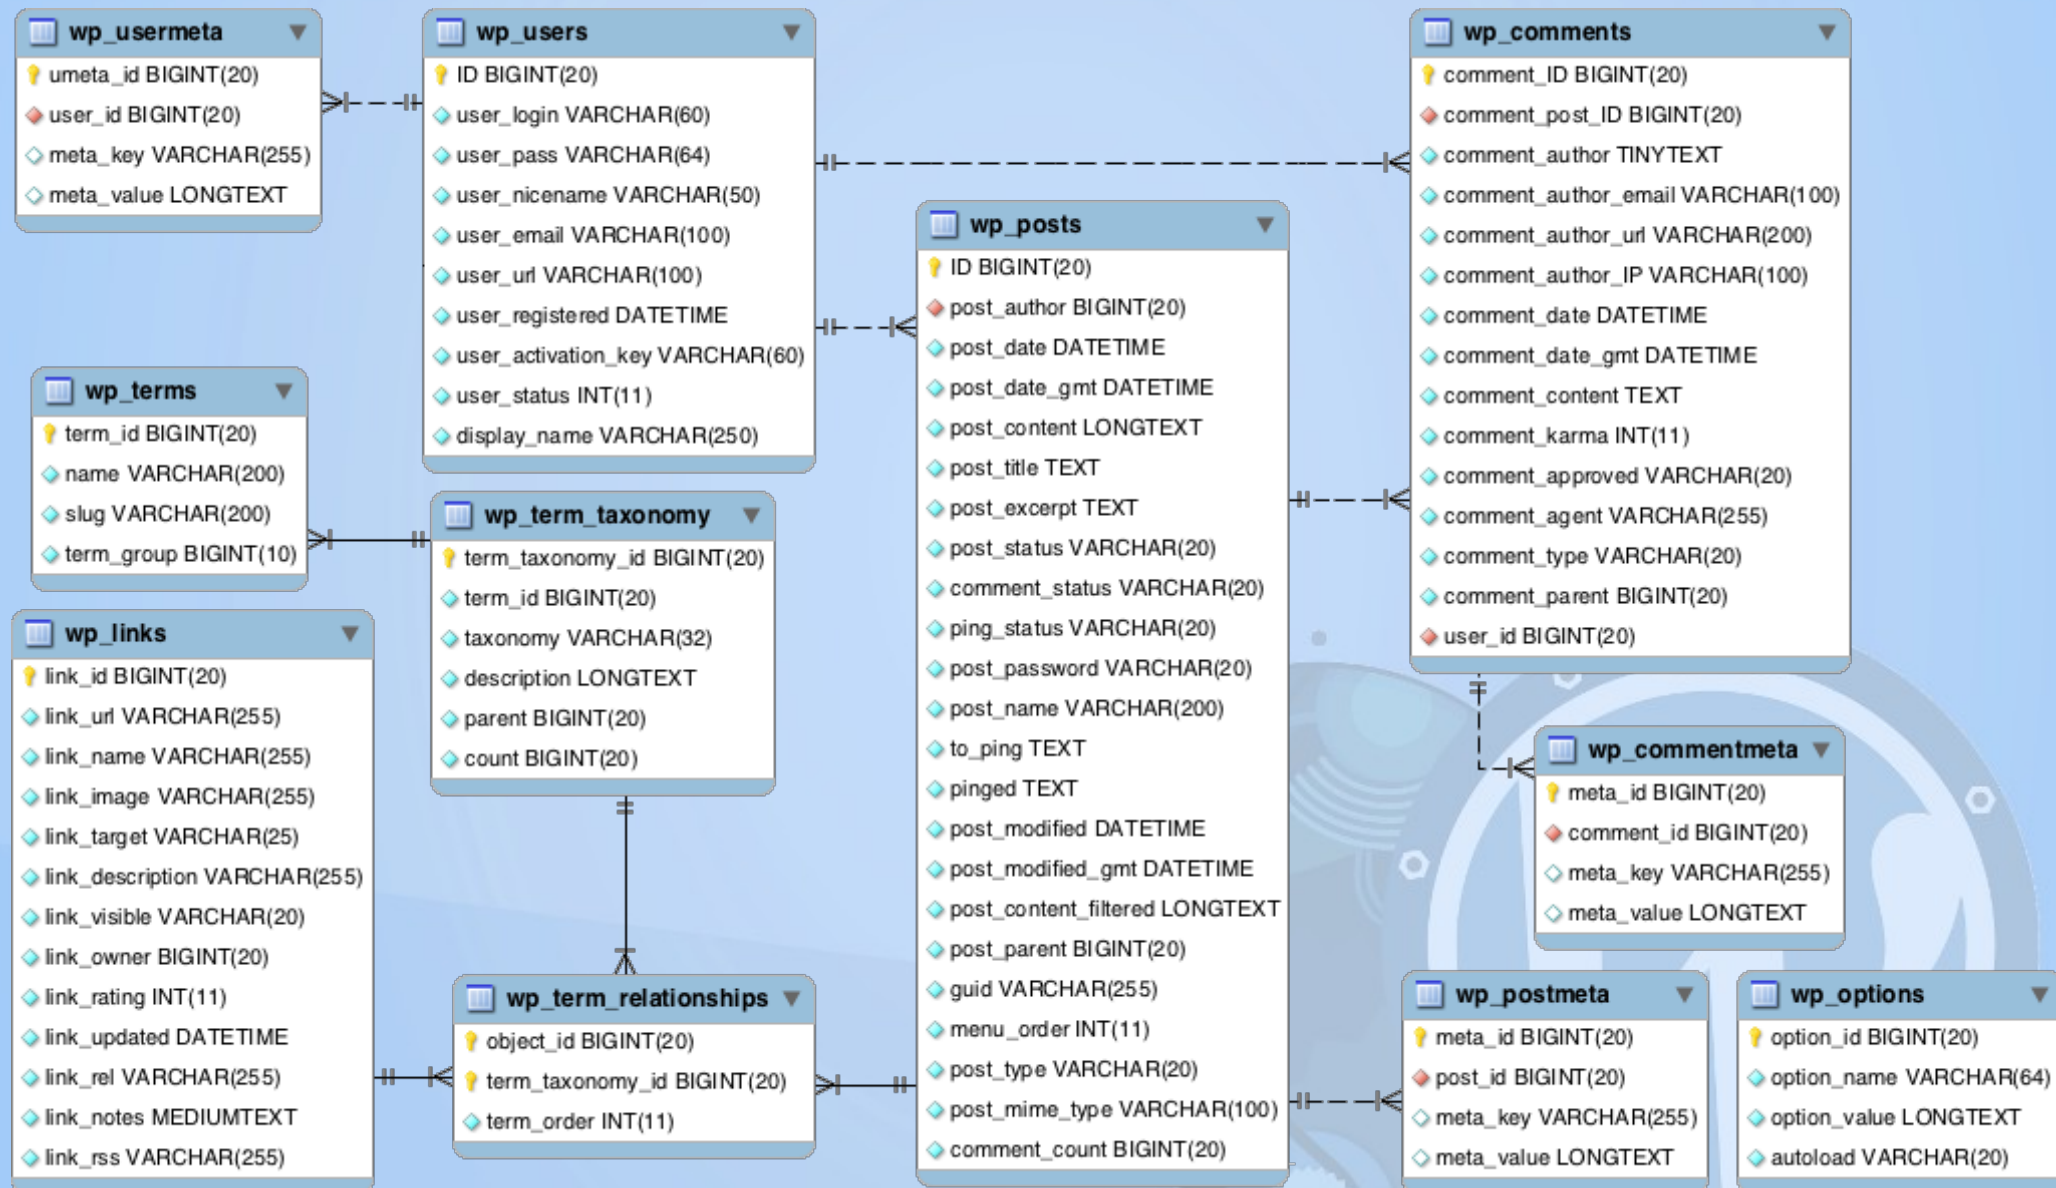 wp_usermeta
umeta_id BIGINT(20)
user_id BIGINT(20)
meta_key VARCHAR(255)
meta_value LONGTEXT
wp_users
ID BIGINT(20)
user_login VARCHAR(60)
user_pass VARCHAR(64)
user_nicename VARCHAR(50)
user_email VARCHAR(100)
user_url VARCHAR(100)
user_registered DATETIME
user_activation_key VARCHAR(60)
user_status INT(11)
display_name VARCHAR(250)
wp_comments
comment_ID BIGINT(20)
comment_post_ID BIGINT(20)
comment_author TINYTEXT
comment_author_email VARCHAR(100)
comment_author_url VARCHAR(200)
comment_author_IP VARCHAR(100)
comment_date DATETIME
comment_date_gmt DATETIME
comment_content TEXT
comment_karma INT(11)
comment_approved VARCHAR(20)
comment_agent VARCHAR(255)
comment_type VARCHAR(20)
comment_parent BIGINT(20)
user_id BIGINT(20)
wp_posts
ID BIGINT(20)
post_author BIGINT(20)
post_date DATETIME
post_date_gmt DATETIME
post_content LONGTEXT
post_title TEXT
post_excerpt TEXT
post_status VARCHAR(20)
comment_status VARCHAR(20)
ping_status VARCHAR(20)
post_password VARCHAR(20)
post_name VARCHAR(200)
to_ping TEXT
pinged TEXT
post_modified DATETIME
post_modified_gmt DATETIME
post_content_filtered LONGTEXT
post_parent BIGINT(20)
guid VARCHAR(255)
menu_order INT(11)
post_type VARCHAR(20)
post_mime_type VARCHAR(100)
comment_count BIGINT(20)
wp_terms
term_id BIGINT(20)
name VARCHAR(200)
slug VARCHAR(200)
term_group BIGINT(10)
wp_term_taxonomy
term_taxonomy_id BIGINT(20)
term_id BIGINT(20)
taxonomy VARCHAR(32)
description LONGTEXT
parent BIGINT(20)
count BIGINT(20)
wp_links
link_id BIGINT(20)
link_url VARCHAR(255)
link_name VARCHAR(255)
link_image VARCHAR(255)
link_target VARCHAR(25)
link_description VARCHAR(255)
link_visible VARCHAR(20)
link_owner BIGINT(20)
link_rating INT(11)
link_updated DATETIME
link_rel VARCHAR(255)
link_notes MEDIUMTEXT
link_rss VARCHAR(255)
wp_term_relationships
object_id BIGINT(20)
term_taxonomy_id BIGINT(20)
term_order INT(11)
wp_commentmeta
meta_id BIGINT(20)
comment_id BIGINT(20)
meta_key VARCHAR(255)
meta_value LONGTEXT
wp_postmeta
meta_id BIGINT(20)
post_id BIGINT(20)
meta_key VARCHAR(255)
meta_value LONGTEXT
wp_options
option_id BIGINT(20)
option_name VARCHAR(64)
option_value LONGTEXT
autoload VARCHAR(20)